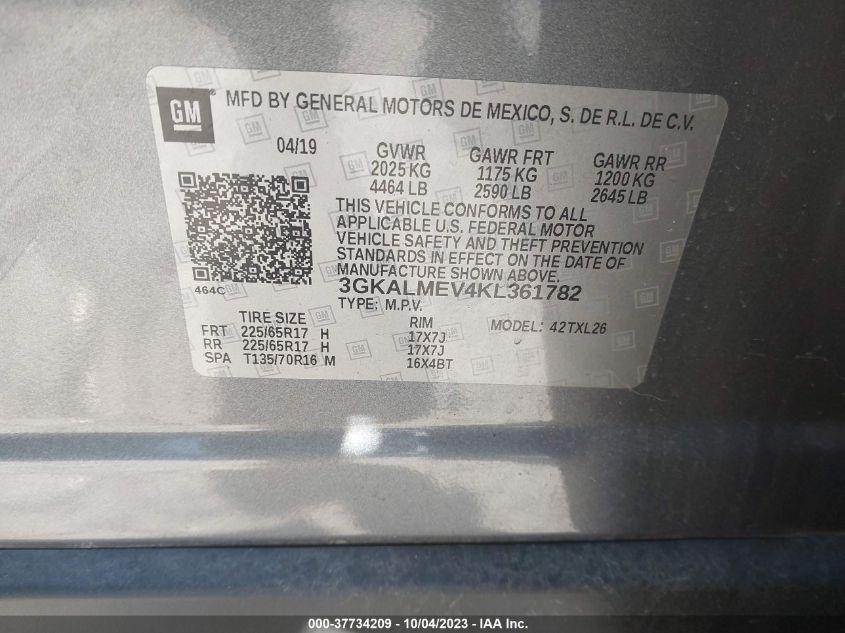 GM
MFD BY GENERAL MOTORS DE MEXICO, S. DE R.L. DE C.V.
04/19 GVWR GAWR FRT GAWR RR
2025 KG 1175 KG 1200 KG
4464 LB 2590 LB 2645 LB
THIS VEHICLE CONFORMS TO ALL
APPLICABLE U.S. FEDERAL MOTOR
VEHICLE SAFETY AND THEFT PREVENTION
STANDARDS IN EFFECT ON THE DATE OF
MANUFACTURE SHOWN ABOVE.
464C 3GKALMEV4KL361782
TYPE: M.P.V.
TIRE SIZE RIM MODEL: 42TXL26
FRT 225/65R17 H 17X7J
RR 225/65R17 H 17X7J
SPA T135/70R16 M 16X4BT
000-37734209 - 10/04/2023 - IAA Inc.